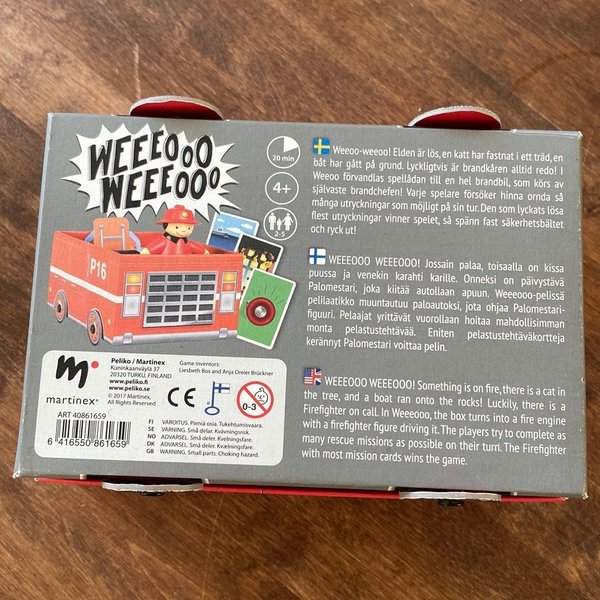 WEEEOOO
WEEEOOO
20 min
4+
2-5
P16
Weeoo-weeoo! Elden är lös, en katt har fastnat i ett träd, en
båt har gått på grund. Lyckligtvis är brandkåren alltid redo! I
Weeoo förvandlas spellådan till en hel brandbil, som körs av
självaste brandchefen! Varje spelare försöker hinna ordna så
många utryckningar som möjligt på sin tur. Den som lyckats lösa
flest utryckningar vinner spelet, så spänn fast säkerhetsbältet
och ryck ut!
WEEEOOO WEEEOOO! Jossain palaa, toisaalla on kissa
puussa ja venekin karahti karille. Onneksi on päivystävä
Palomestari, joka kiitää autollaan apuun. Weeeooo-pelissä
pelilaatikko muuntautuu paloautoksi, jota ohjaa Palomestari-
figuuri. Pelaajat yrittävät vuorollaan hoitaa mahdollisimman
monta pelastustehtävää. Eniten pelastustehtäväkortteja
kerännyt Palomestari voittaa pelin.
WEEEOOO WEEEOOO! Something is on fire, there is a cat in
the tree, and a boat ran onto the rocks! Luckily, there is a
Firefighter on call. In Weeeooo, the box turns into a fire engine
with a firefighter figure driving it. The players try to complete as
many rescue missions as possible on their turn. The Firefighter
with most mission cards wins the game.
m
martinex®
ART 40861659
6 416550 861659
Peliko / Martinex
Kuninkaanväylä 37
20320 TURKU, FINLAND
www.peliko.fi
www.peliko.se
© 2017 Martinex,
All Rights Reserved
Game inventors:
Liesbeth Bos and Anja Dreier Brückner
CE
0-3
FI VAROITUS. Pieniä osia. Tukehtumisvaara.
SE VARNING. Små delar. Kvävningsrisk.
NO ADVARSEL. Små deler. Kvelningsfare.
DK ADVARSEL. Små deler. Kvælningsfare.
GB WARNING. Small parts. Choking hazard.